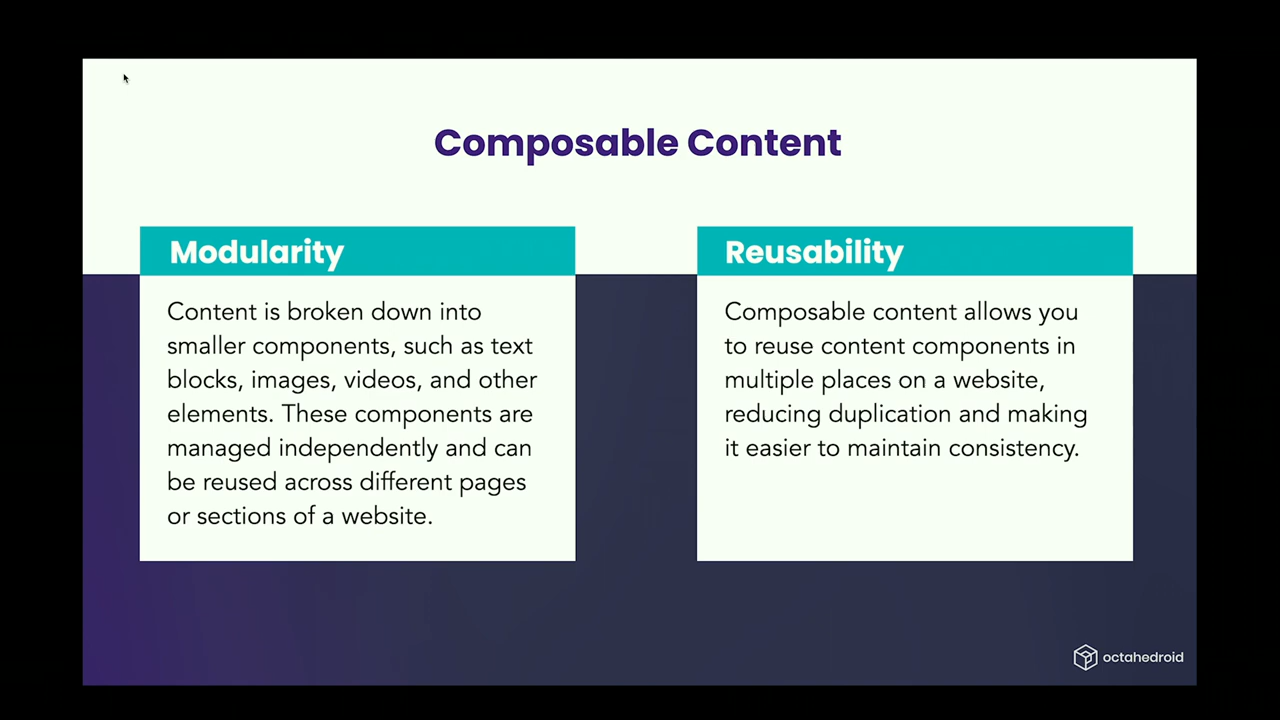 Composable Content
Modularity
Content is broken down into
smaller components, such as text
blocks, images, videos, and other
elements. These components are
managed independently and can
be reused across different pages
or sections of a website.
Reusability
Composable content allows you
to reuse content components in
multiple places on a website,
reducing duplication and making
it easier to maintain consistency.
octahedroid